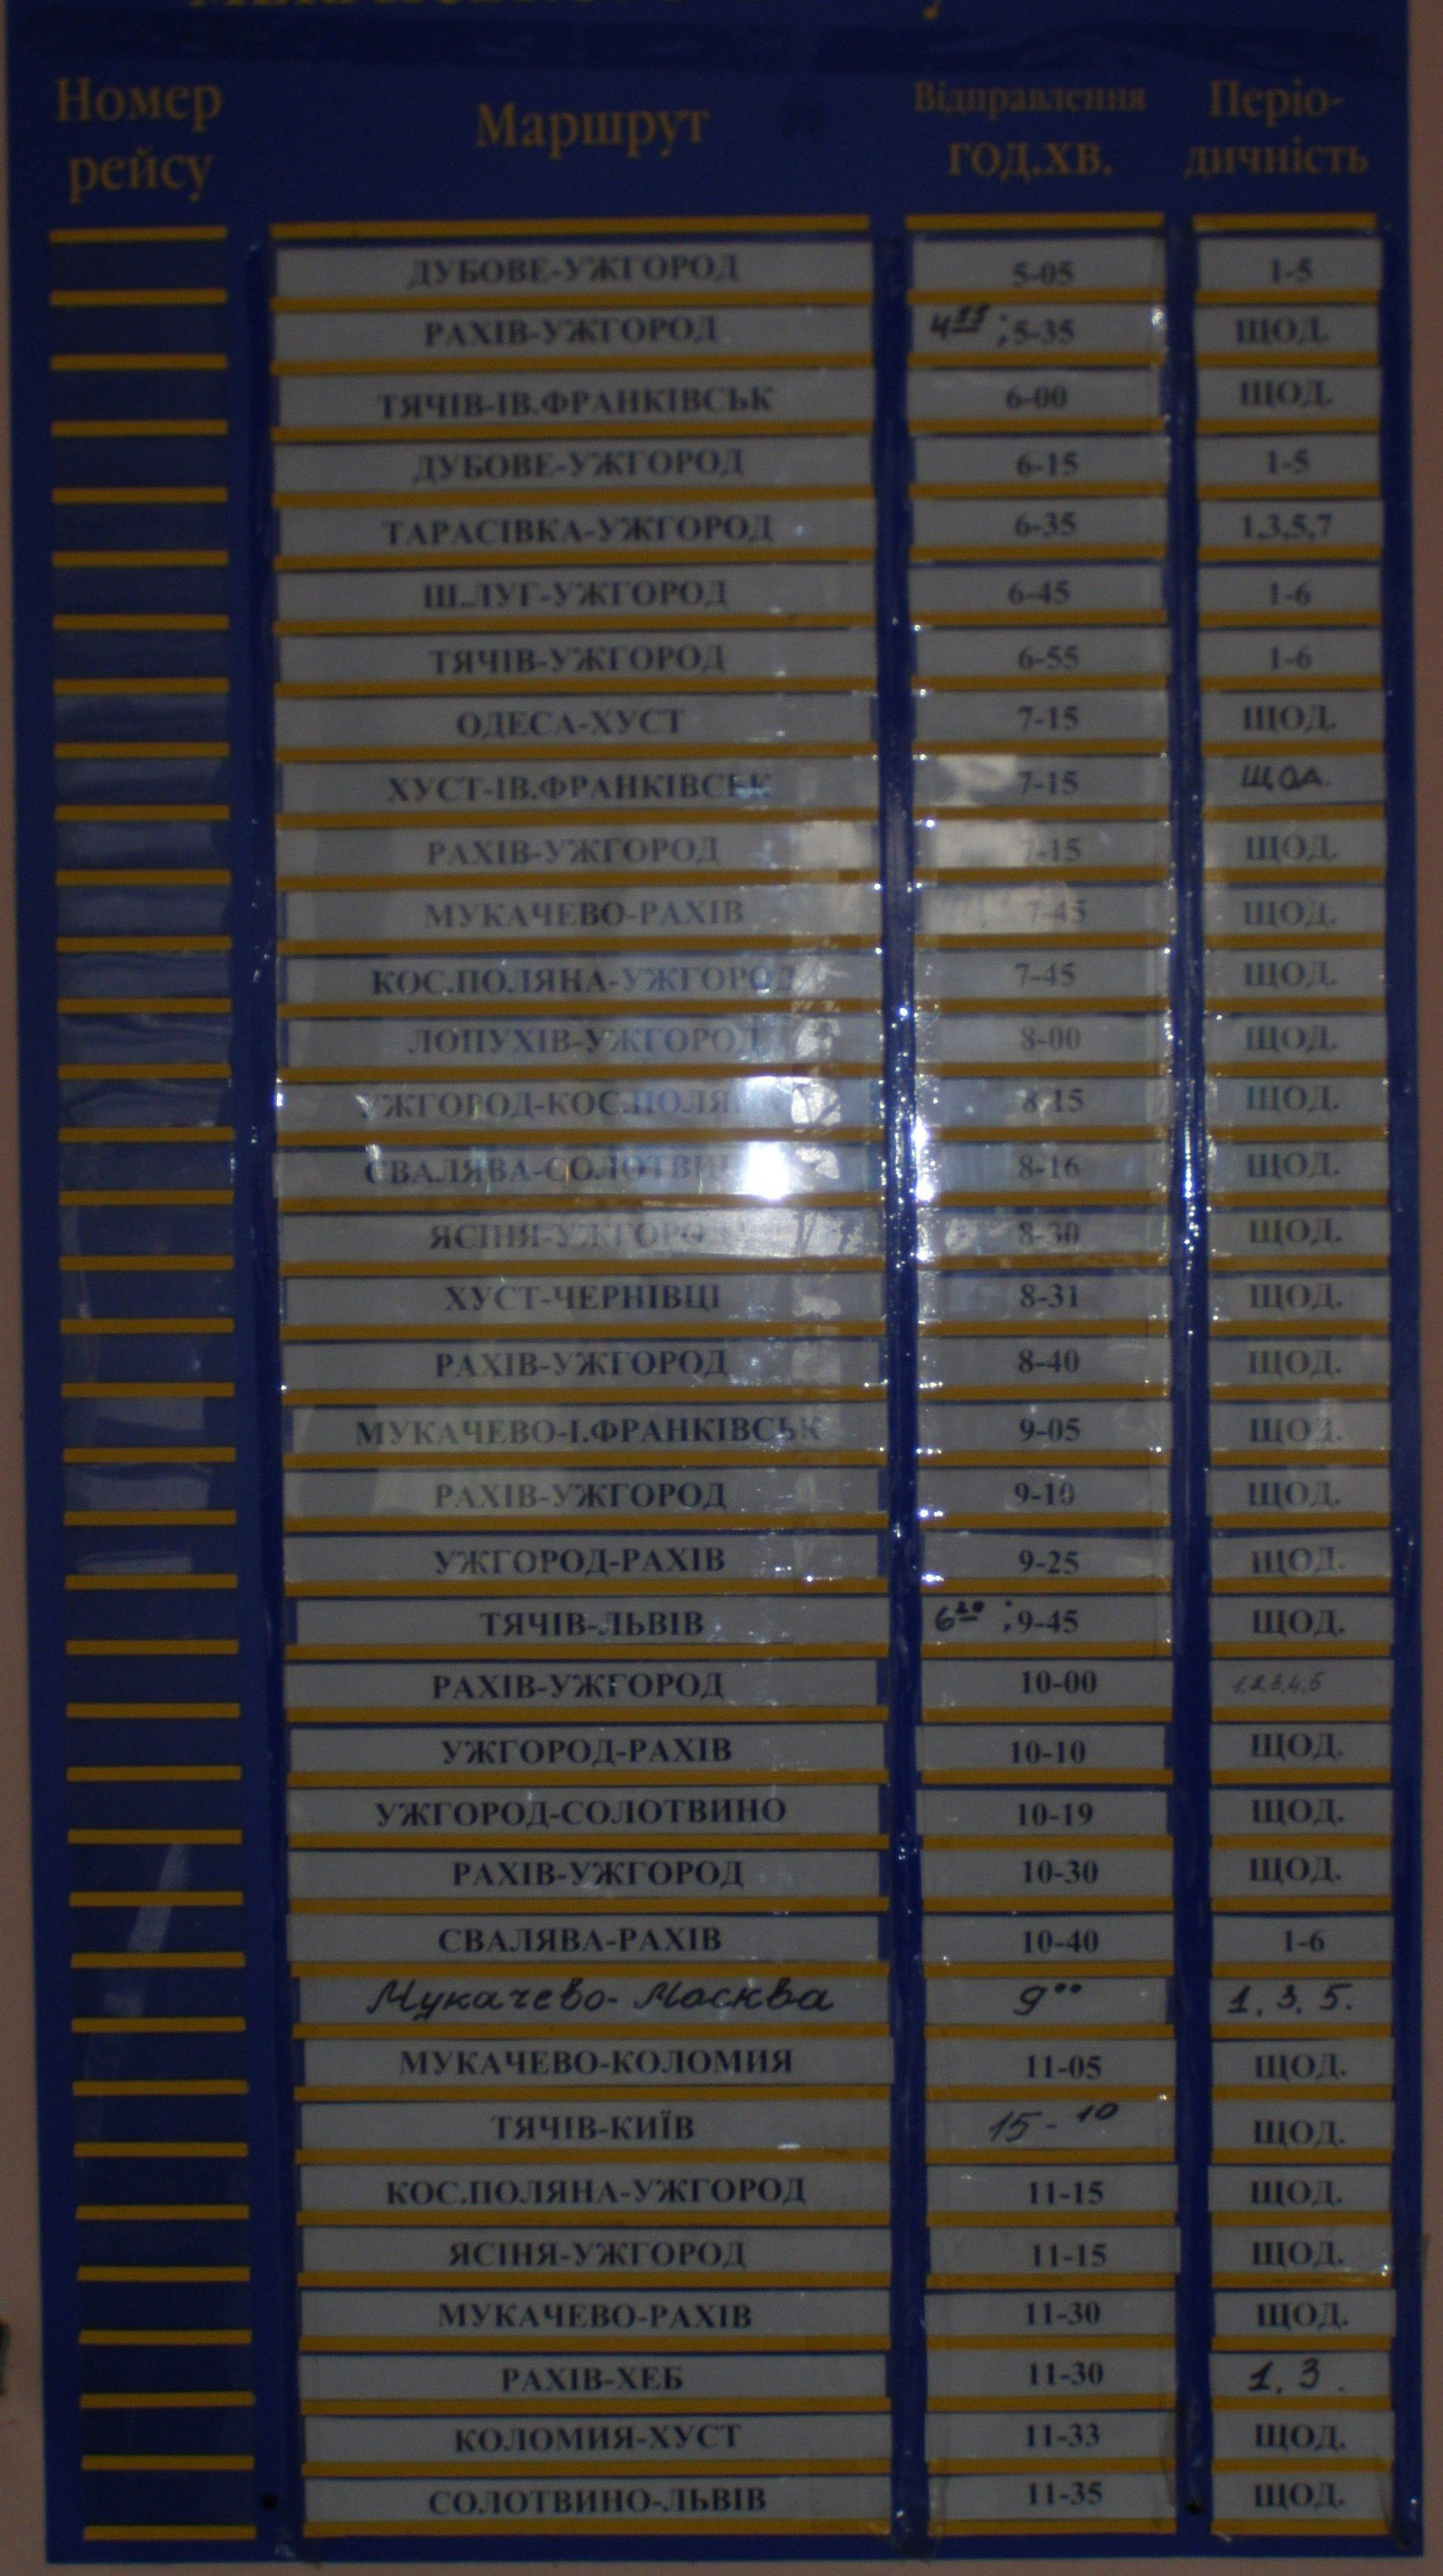 Номер рейсу Маршрут Відправлення ГОД.ХВ. Періо-дичність
ДУБОВЕ-УЖГОРОД 5-05 1-5
РАХІВ-УЖГОРОД 4 55 ; 5-35 ЩОД.
ТЯЧІВ-ІВ.ФРАНКІВСЬК 6-00 ЩОД.
ДУБОВЕ-УЖГОРОД 6-15 1-5
ТАРАСІВКА-УЖГОРОД 6-35 1,3,5,7
Ш.ЛУГ-УЖГОРОД 6-45 1-6
ТЯЧІВ-УЖГОРОД 6-55 1-6
ОДЕСА-ХУСТ 7-15 ЩОД.
ХУСТ-ІВ.ФРАНКІВСЬК 7-15 ЩОД.
РАХІВ-УЖГОРОД 7-15 ЩОД.
МУКАЧЕВО-РАХІВ 7-45 ЩОД.
КОС.ПОЛЯНА-УЖГОРОД 7-45 ЩОД.
ЛОПУХІВ-УЖГОРОД 8-00 ЩОД.
УЖГОРОД-КОС.ПОЛЯНА 8-15 ЩОД.
СВАЛЯВА-СОЛОТВИНО 8-16 ЩОД.
ЯСІНЯ-УЖГОРОД 8-30 ЩОД.
ХУСТ-ЧЕРНІВЦІ 8-31 ЩОД.
РАХІВ-УЖГОРОД 8-40 ЩОД.
МУКАЧЕВО-І.ФРАНКІВСЬК 9-05 ЩОД.
РАХІВ-УЖГОРОД 9-10 ЩОД.
УЖГОРОД-РАХІВ 9-25 ЩОД.
ТЯЧІВ-ЛЬВІВ 6 20 ; 9-45 ЩОД.
РАХІВ-УЖГОРОД 10-00 1,2,3,4,5
УЖГОРОД-РАХІВ 10-10 ЩОД.
УЖГОРОД-СОЛОТВИНО 10-19 ЩОД.
РАХІВ-УЖГОРОД 10-30 ЩОД.
СВАЛЯВА-РАХІВ 10-40 1-6
Мукачево-Москва 9 00 1, 3, 5.
МУКАЧЕВО-КОЛОМИЯ 11-05 ЩОД.
ТЯЧІВ-КИЇВ 15-10 ЩОД.
КОС.ПОЛЯНА-УЖГОРОД 11-15 ЩОД.
ЯСІНЯ-УЖГОРОД 11-15 ЩОД.
МУКАЧЕВО-РАХІВ 11-30 ЩОД.
РАХІВ-ХЕБ 11-30 1, 3.
КОЛОМИЯ-ХУСТ 11-33 ЩОД.
СОЛОТВИНО-ЛЬВІВ 11-35 ЩОД.